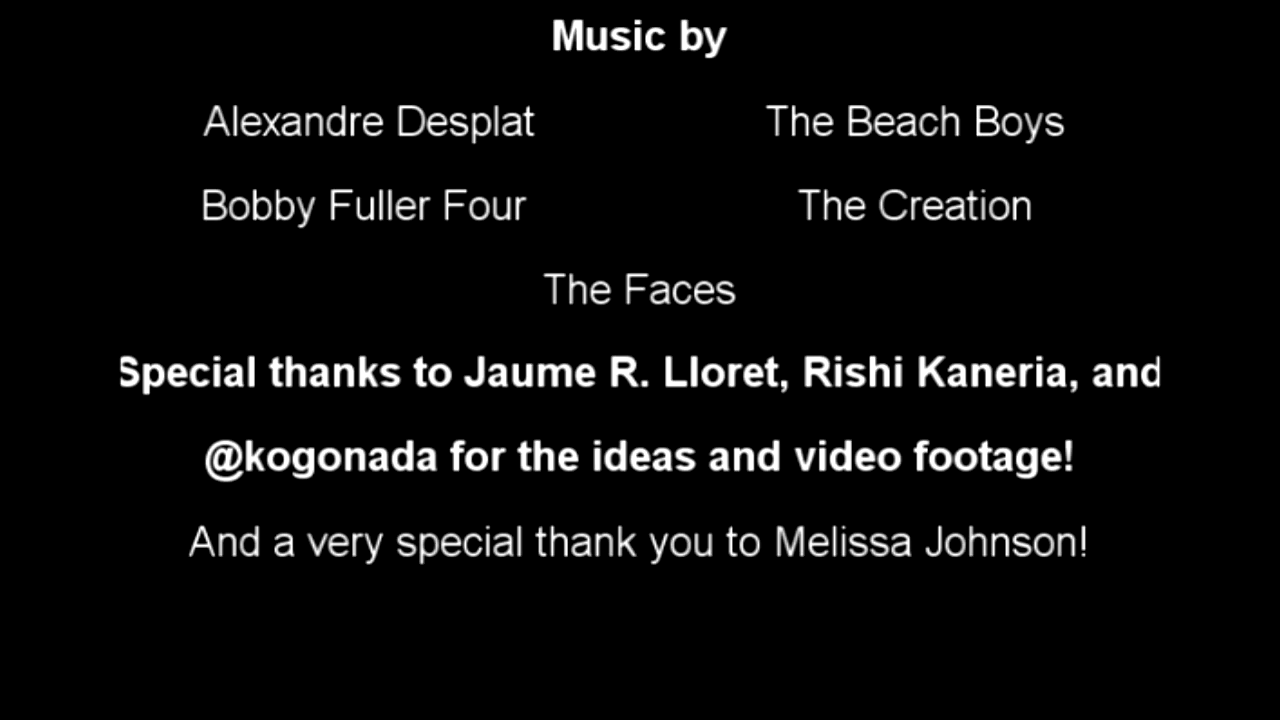 Music by
Alexandre Desplat The Beach Boys
Bobby Fuller Four The Creation
The Faces
Special thanks to Jaume R. Lloret, Rishi Kaneria, and
@kogonada for the ideas and video footage!
And a very special thank you to Melissa Johnson!